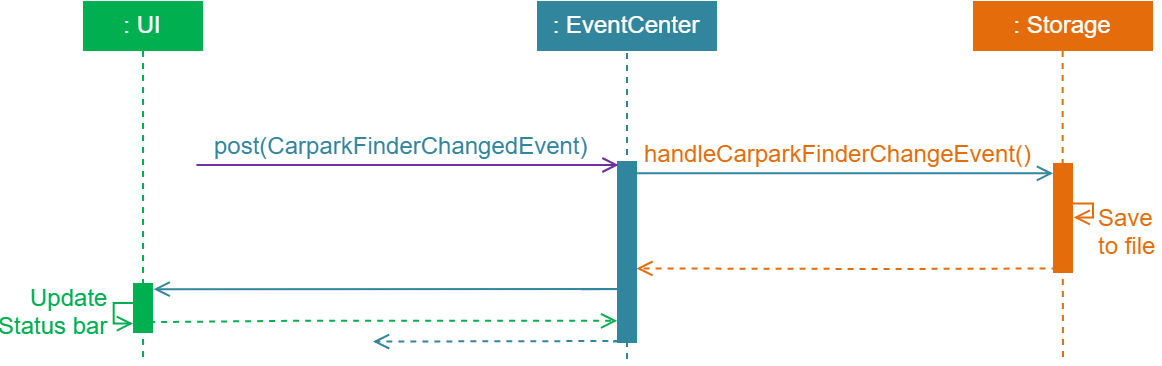 : UI
: EventCenter
: Storage
post(CarparkFinderChangedEvent)
handleCarparkFinderChangeEvent()
Save
to file
Update
Status bar